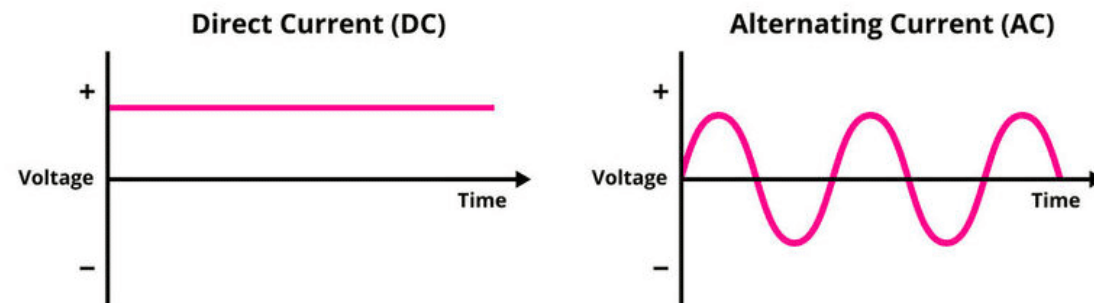 Direct Current (DC)
+
Voltage
Time
–
Alternating Current (AC)
+
Voltage
Time
–